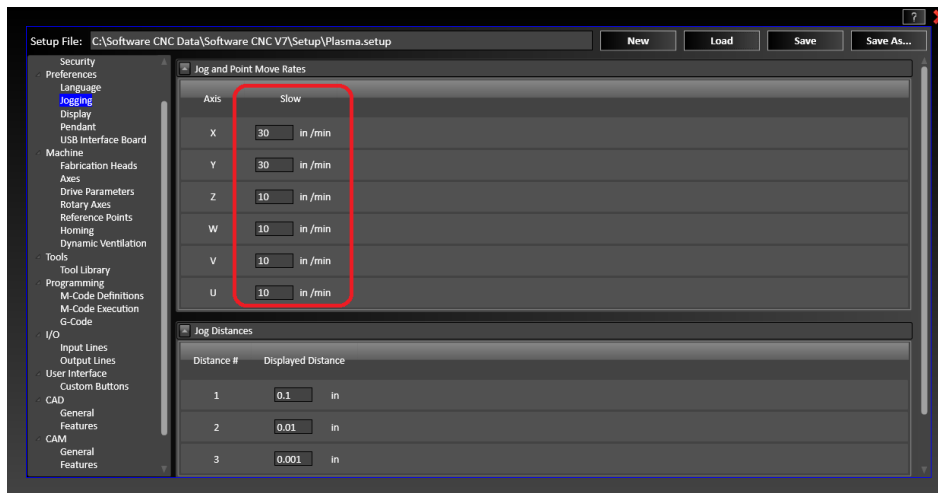 ?
Setup File: C:\Software CNC Data\Software CNC V7\Setup\Plasma.setup New Load Save Save As...
Security
Preferences
Language
Jogging
Display
Pendant
USB Interface Board
Machine
Fabrication Heads
Axes
Drive Parameters
Rotary Axes
Reference Points
Homing
Dynamic Ventilation
Tools
Tool Library
Programming
M-Code Definitions
M-Code Execution
G-Code
I/O
Input Lines
Output Lines
User Interface
Custom Buttons
CAD
General
Features
CAM
General
Features
Jog and Point Move Rates
Axis Slow
X 30 in /min
Y 30 in /min
Z 10 in /min
W 10 in /min
V 10 in /min
U 10 in /min
Jog Distances
Distance # Displayed Distance
1 0.1 in
2 0.01 in
3 0.001 in